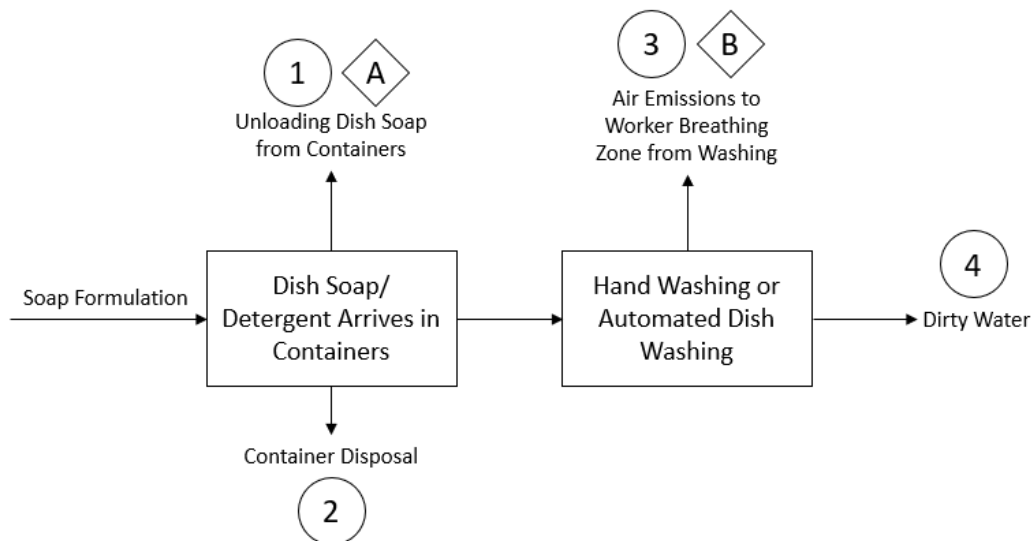 1 A
Unloading Dish Soap
from Containers
3 B
Air Emissions to
Worker Breathing
Zone from Washing
Soap Formulation
Dish Soap/
Detergent Arrives in
Containers
Hand Washing or
Automated Dish
Washing
4
Dirty Water
Container Disposal
2